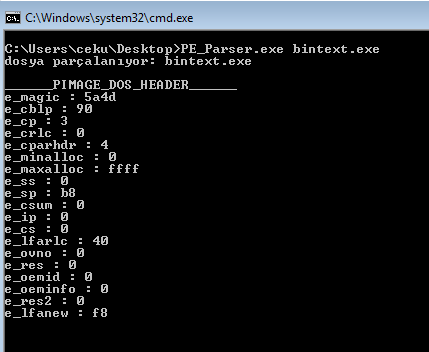 C:\Windows\system32\cmd.exe
C:\Users\ceku\Desktop>PE_Parser.exe bintext.exe
dosya parçalanıyor: bintext.exe
______PIMAGE_DOS_HEADER______
e_magic : 5a4d
e_cblp : 90
e_cp : 3
e_crlc : 0
e_cparhdr : 4
e_minalloc : 0
e_maxalloc : ffff
e_ss : 0
e_sp : b8
e_csum : 0
e_ip : 0
e_cs : 0
e_lfarlc : 40
e_ovno : 0
e_res : 0
e_oemid : 0
e_oeminfo : 0
e_res2 : 0
e_lfanew : f8